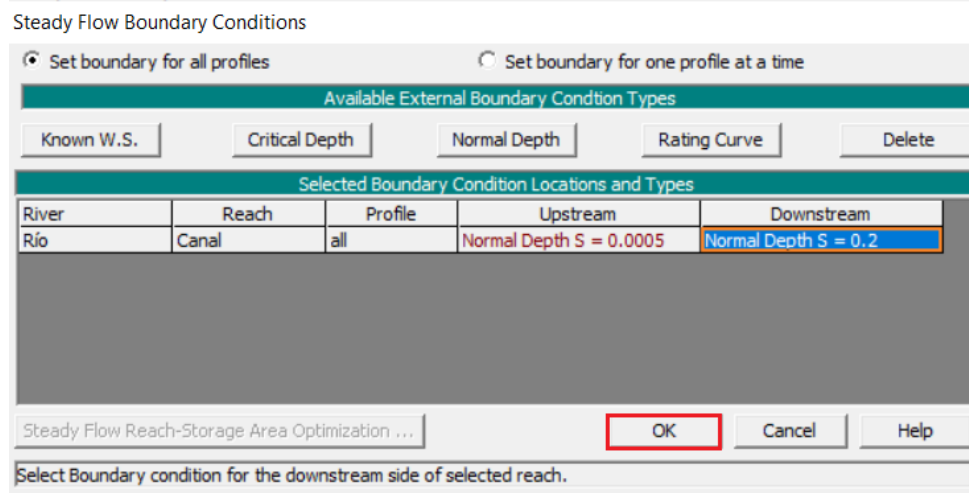 Steady Flow Boundary Conditions
Set boundary for all profiles Set boundary for one profile at a time
Available External Boundary Condtion Types
Known W.S. Critical Depth Normal Depth Rating Curve Delete
Selected Boundary Condition Locations and Types
River Reach Profile Upstream Downstream
Río Canal all Normal Depth S = 0.0005 Normal Depth S = 0.2
Steady Flow Reach-Storage Area Optimization ... OK Cancel Help
Select Boundary condition for the downstream side of selected reach.